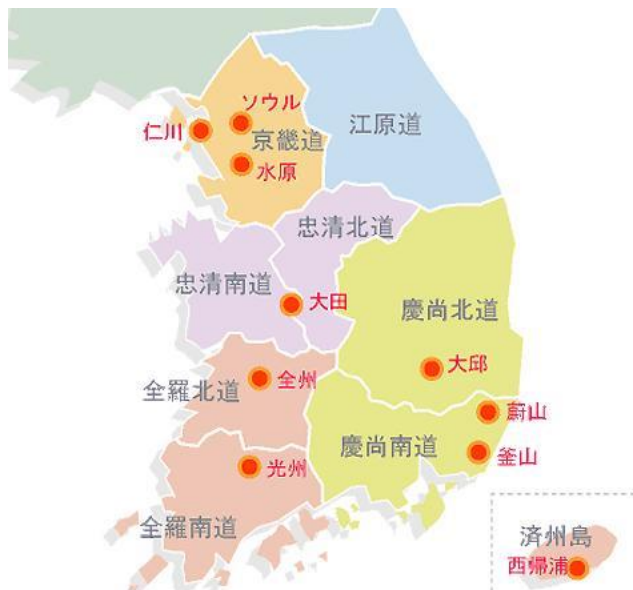 ソウル
江原道
仁川
京畿道
水原
忠清北道
忠清南道
大田
慶尚北道
大邱
全州
全羅北道
蔚山
慶尚南道
釜山
光州
全羅南道
済州島
西帰浦